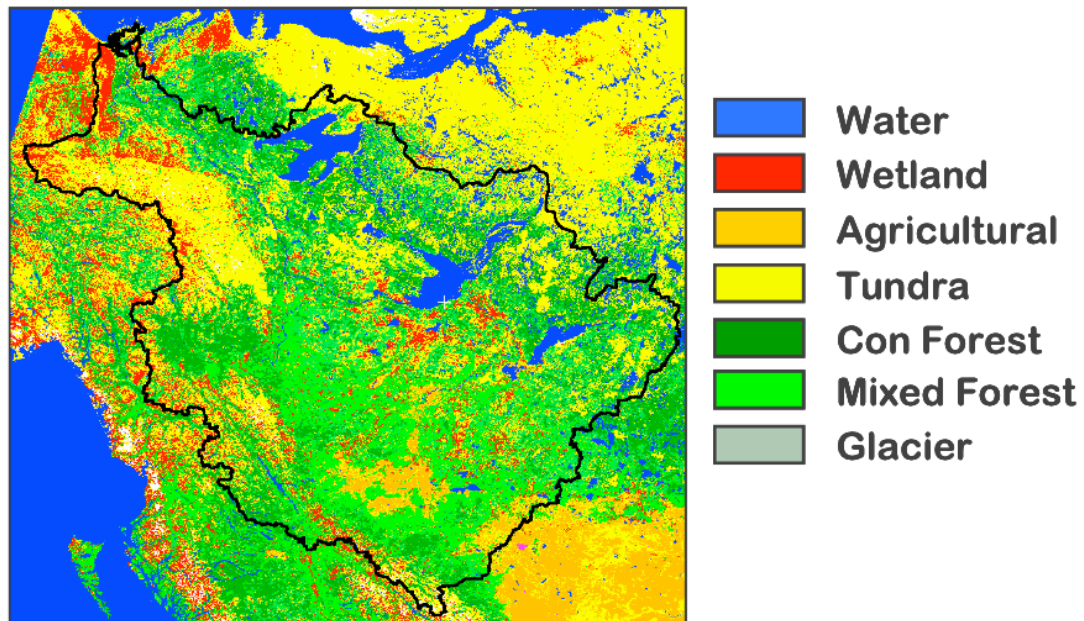 Water
Wetland
Agricultural
Tundra
Con Forest
Mixed Forest
Glacier